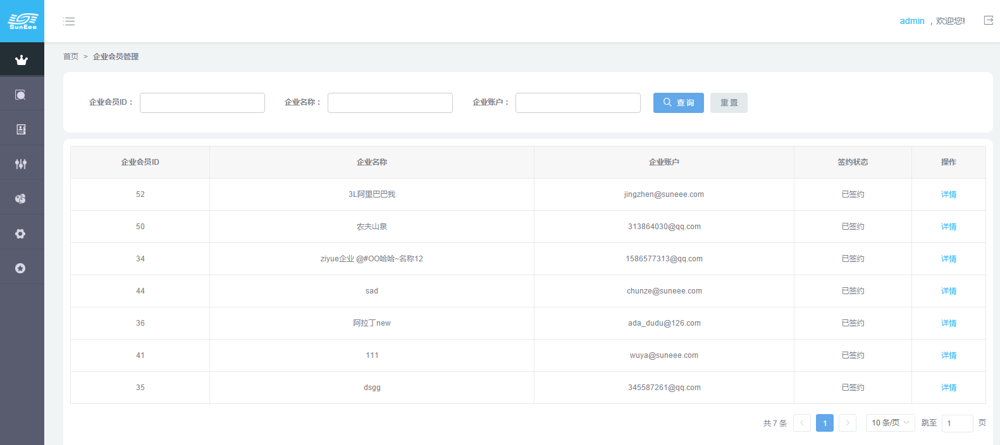 SunEee
admin ，欢迎您!
首页 > 企业会员管理
企业会员ID： 企业名称： 企业账户： 查询 重置
企业会员ID 企业名称 企业账户 签约状态 操作
52 3L阿里巴巴我 jingzhen@suneee.com 已签约 详情
50 农夫山泉 313864030@qq.com 已签约 详情
34 ziyue企业 @#OO哈哈~名称12 1586577313@qq.com 已签约 详情
44 sad chunze@suneee.com 已签约 详情
36 阿拉丁new ada_dudu@126.com 已签约 详情
41 111 wuya@suneee.com 已签约 详情
35 dsgg 345587261@qq.com 已签约 详情
共 7 条 < 1 > 10 条/页 跳至 1 页